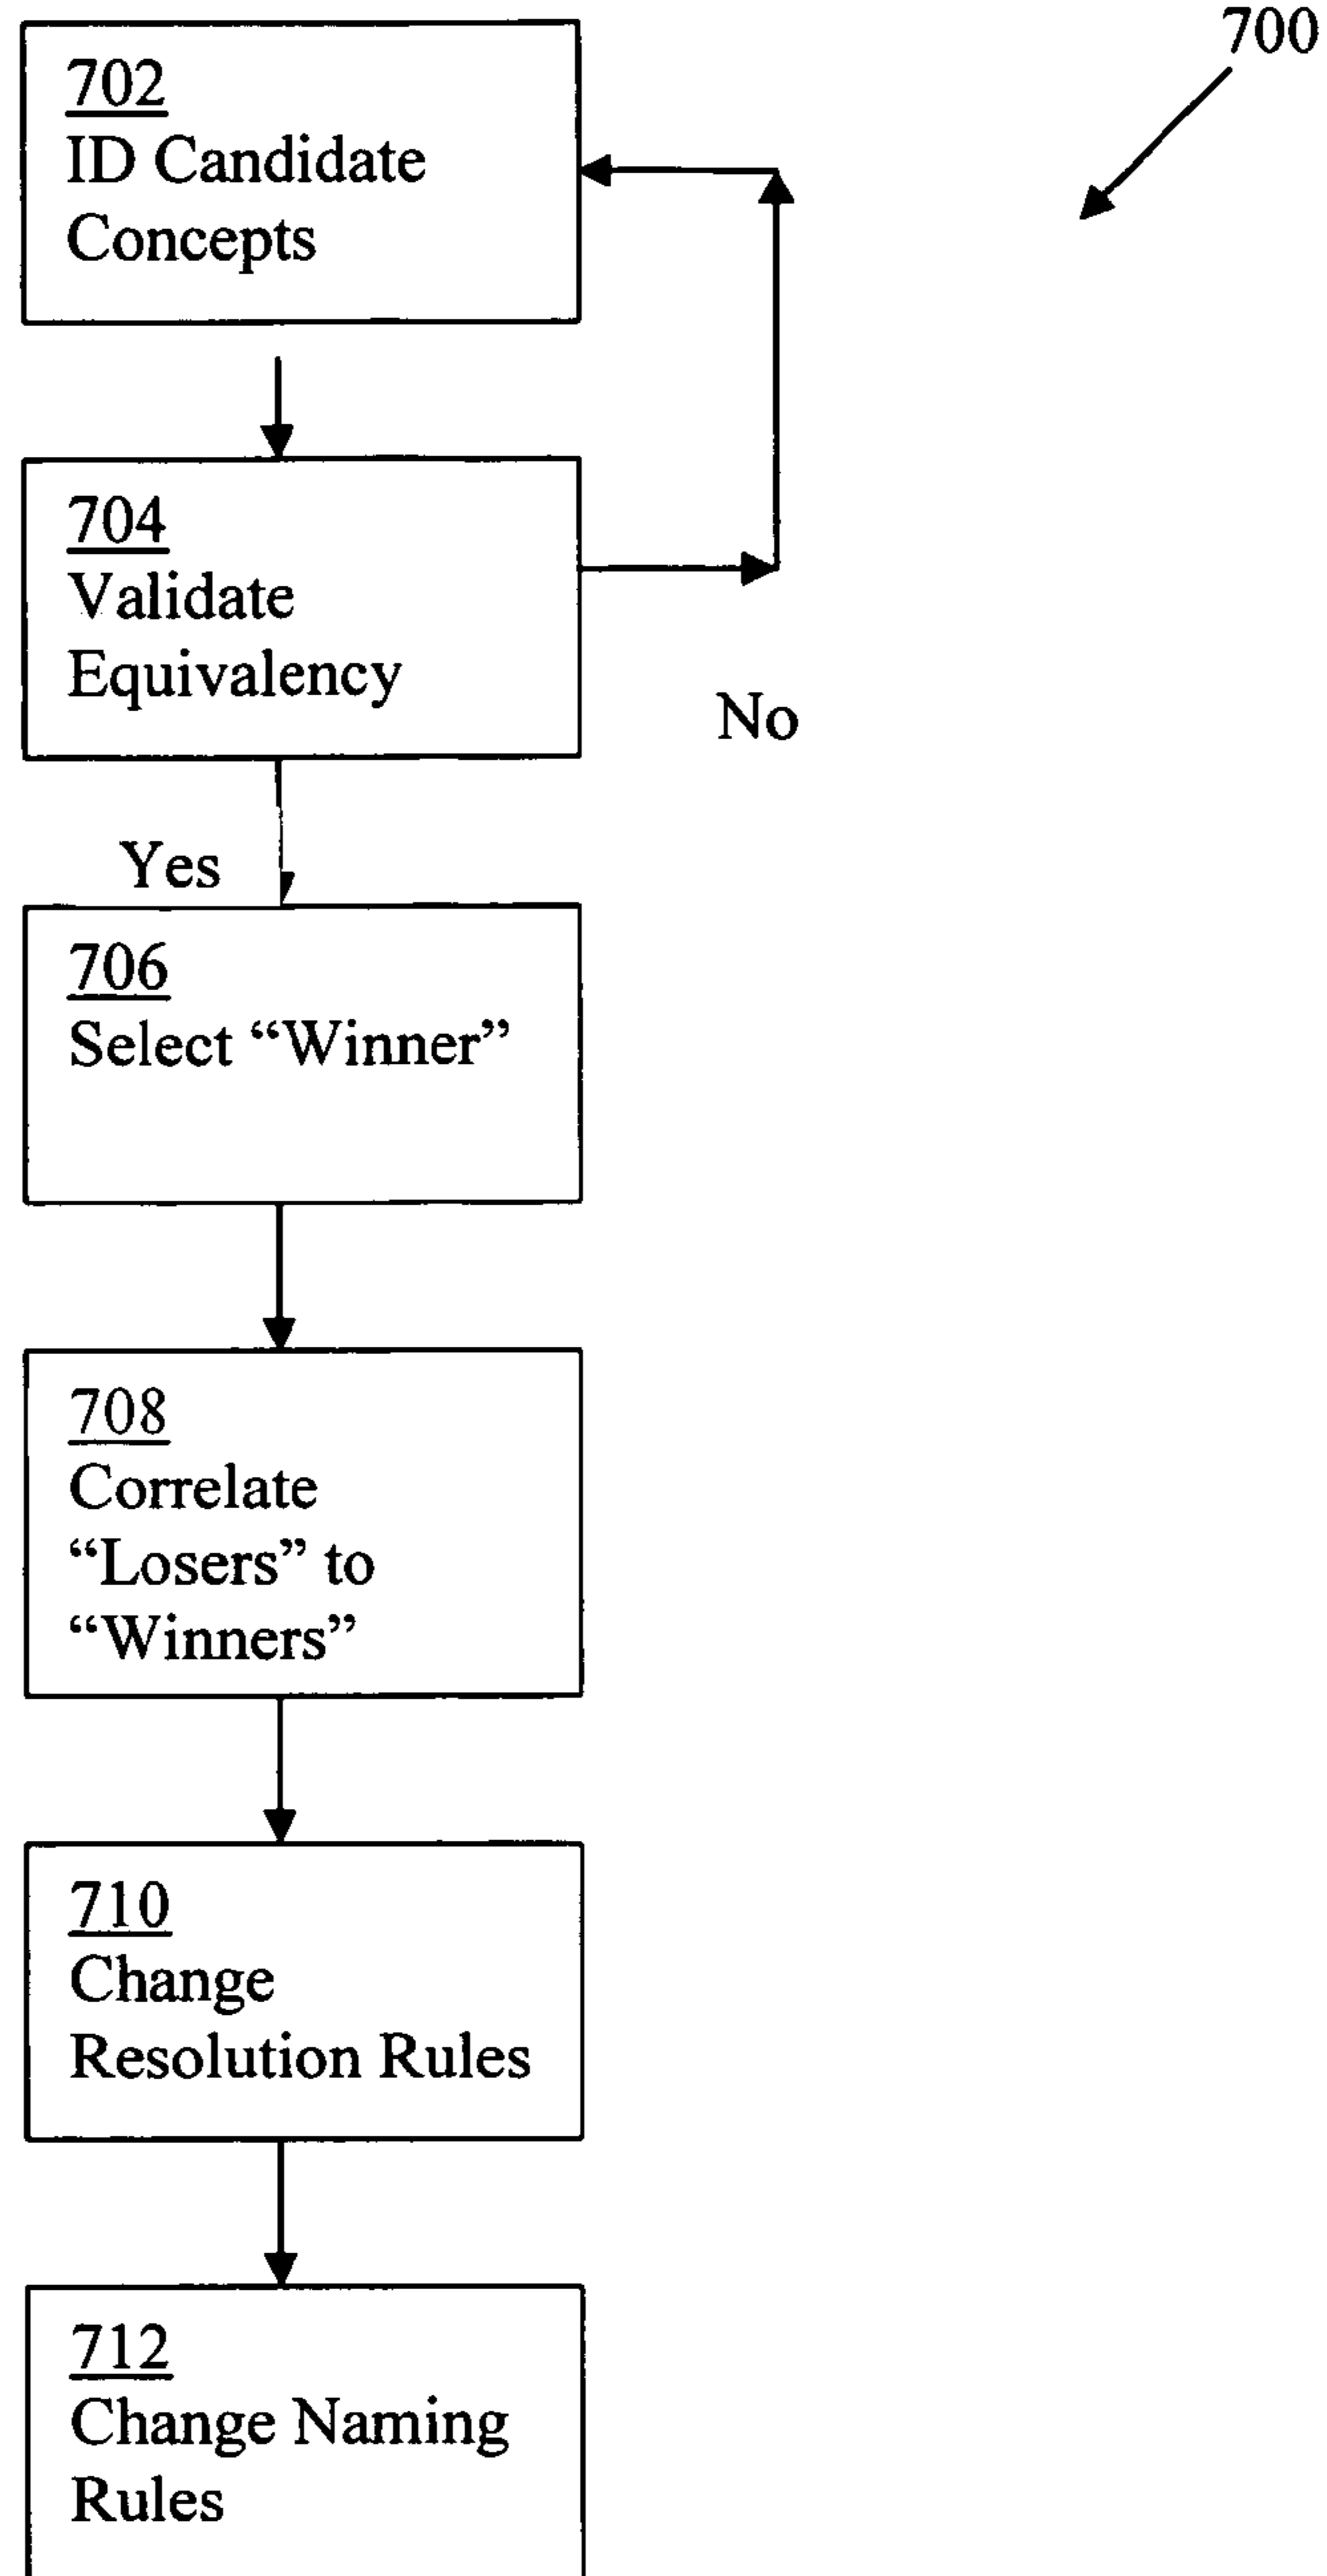 700
702
ID Candidate
Concepts
704
Validate
Equivalency
No
Yes
706
Select “Winner”
708
Correlate
“Losers” to
“Winners”
710
Change
Resolution Rules
712
Change Naming
Rules